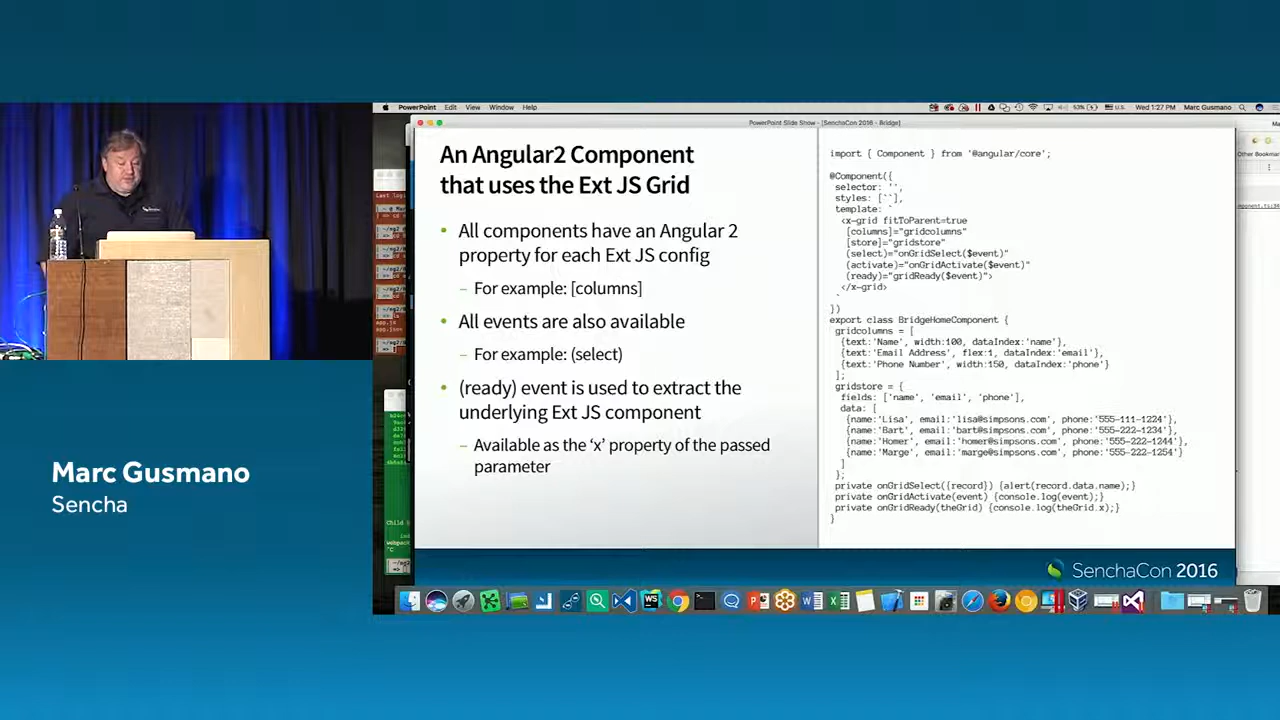 PowerPoint Edit View Window Help
53% U.S. Wed 1:27 PM Marc Gusmano
PowerPoint Slide Show - [SenchaCon 2016 - Bridge]
An Angular2 Component
that uses the Ext JS Grid
• All components have an Angular 2
property for each Ext JS config
– For example: [columns]
• All events are also available
– For example: (select)
• (ready) event is used to extract the
underlying Ext JS component
– Available as the ‘x’ property of the passed
parameter
import { Component } from '@angular/core';
@Component({
selector: '',
styles: [``],
template: `
<x-grid fitToParent=true
[columns]="gridcolumns"
[store]="gridstore"
(select)="onGridSelect($event)"
(activate)="onGridActivate($event)"
(ready)="gridReady($event)">
</x-grid>
`
})
export class BridgeHomeComponent {
gridcolumns = [
{text:'Name', width:100, dataIndex:'name'},
{text:'Email Address', flex:1, dataIndex:'email'},
{text:'Phone Number', width:150, dataIndex:'phone'}
];
gridstore = {
fields: ['name', 'email', 'phone'],
data: [
{name:'Lisa', email:'lisa@simpsons.com', phone:'555-111-1224'},
{name:'Bart', email:'bart@simpsons.com', phone:'555-222-1234'},
{name:'Homer', email:'homer@simpsons.com', phone:'555-222-1244'},
{name:'Marge', email:'marge@simpsons.com', phone:'555-222-1254'}
]
};
private onGridSelect({record}) {alert(record.data.name);}
private onGridActivate(event) {console.log(event);}
private onGridReady(theGrid) {console.log(theGrid.x);}
}
Other Bookmar
SenchaCon 2016
Marc Gusmano
Sencha